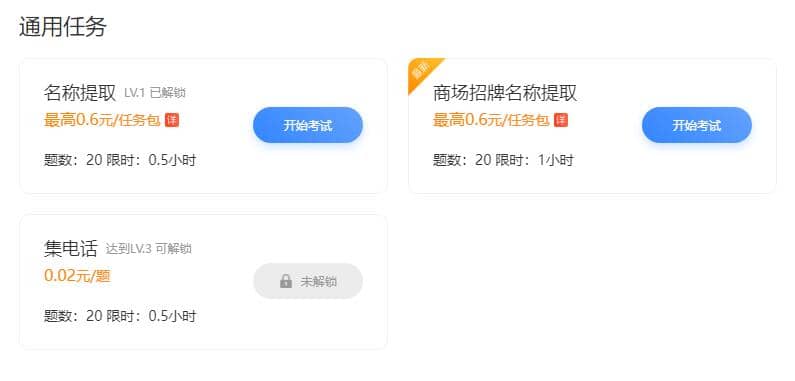 通用任务
名称提取 LV.1 已解锁
最高0.6元/任务包 详
开始考试
题数：20 限时：0.5小时
最新
商场招牌名称提取
最高0.6元/任务包 详
开始考试
题数：20 限时：1小时
集电话 达到LV.3 可解锁
0.02元/题
未解锁
题数：20 限时：0.5小时